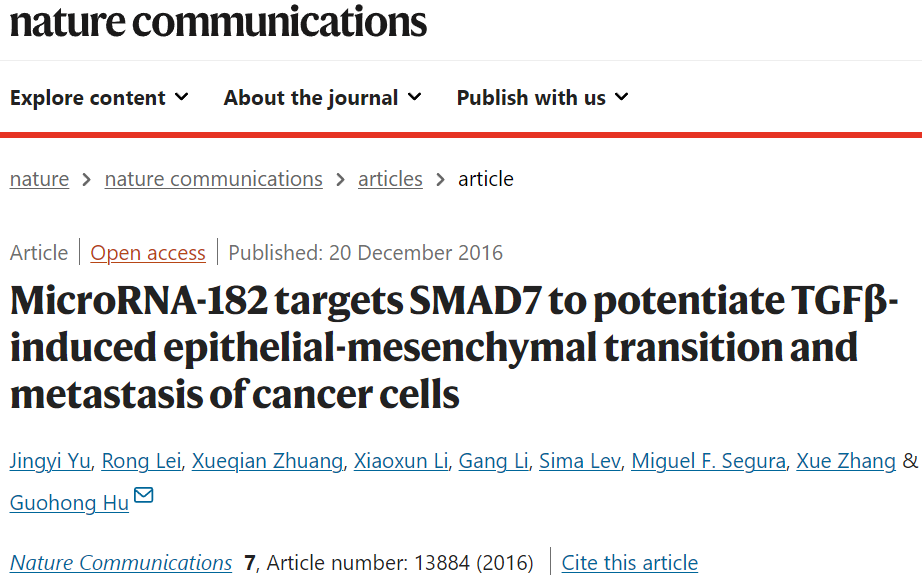 nature communications
Explore content About the journal Publish with us
nature > nature communications > articles > article
Article | Open access | Published: 20 December 2016
MicroRNA-182 targets SMAD7 to potentiate TGFβ-
induced epithelial-mesenchymal transition and
metastasis of cancer cells
Jingyi Yu, Rong Lei, Xueqian Zhuang, Xiaoxun Li, Gang Li, Sima Lev, Miguel F. Segura, Xue Zhang &
Guohong Hu
Nature Communications 7, Article number: 13884 (2016) | Cite this article